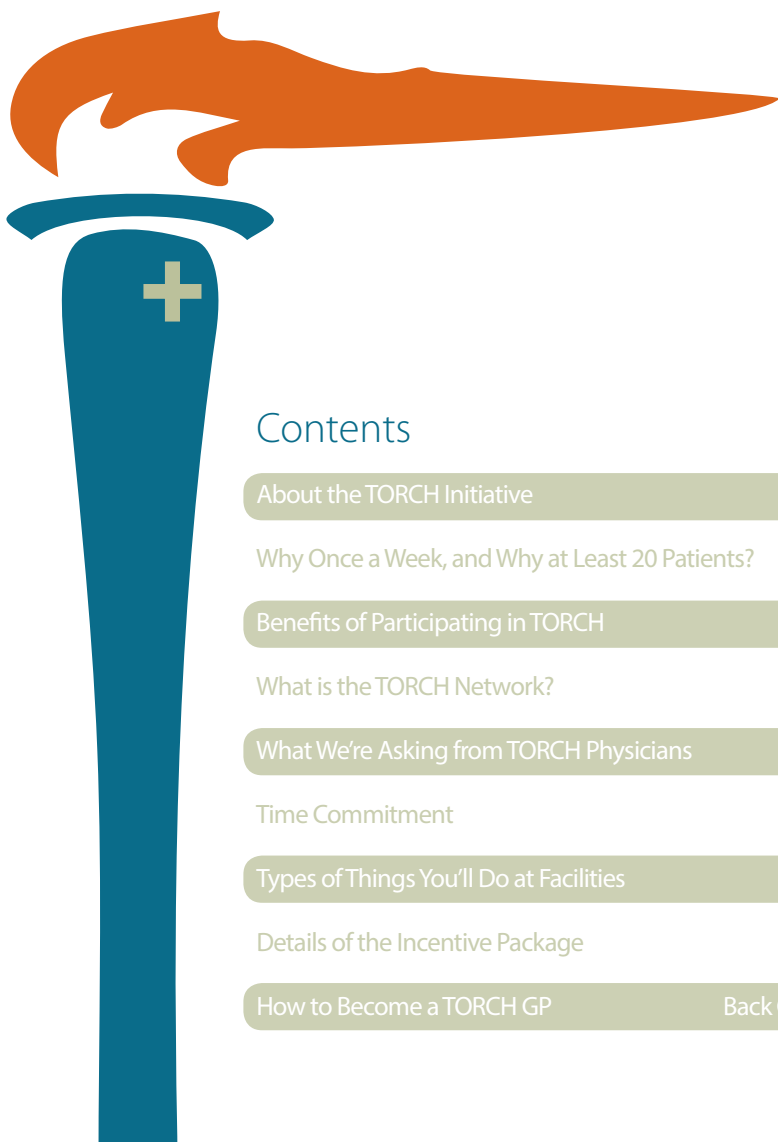 Contents
About the TORCH Initiative
Why Once a Week, and Why at Least 20 Patients?
Benefits of Participating in TORCH
What is the TORCH Network?
What We're Asking from TORCH Physicians
Time Commitment
Types of Things You'll Do at Facilities
Details of the Incentive Package
How to Become a TORCH GP Back